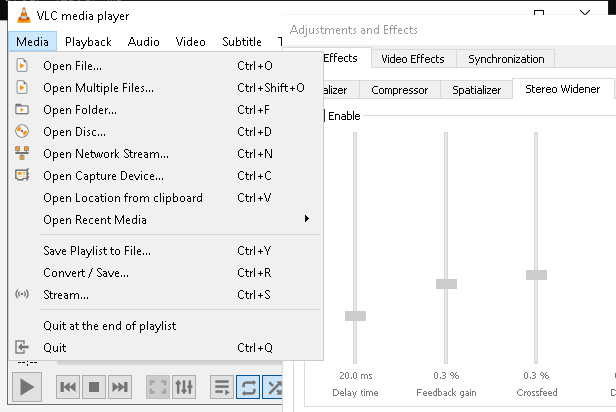 VLC media player
Media Playback Audio Video Subtitle T
Open File... Ctrl+O
Open Multiple Files... Ctrl+Shift+O
Open Folder... Ctrl+F
Open Disc... Ctrl+D
Open Network Stream... Ctrl+N
Open Capture Device... Ctrl+C
Open Location from clipboard Ctrl+V
Open Recent Media
Save Playlist to File... Ctrl+Y
Convert / Save... Ctrl+R
Stream... Ctrl+S
Quit at the end of playlist
Quit Ctrl+Q
--:--
Adjustments and Effects
Effects Video Effects Synchronization
alizer Compressor Spatializer Stereo Widener
Enable
20.0 ms 0.3 % 0.3 %
Delay time Feedback gain Crossfeed D